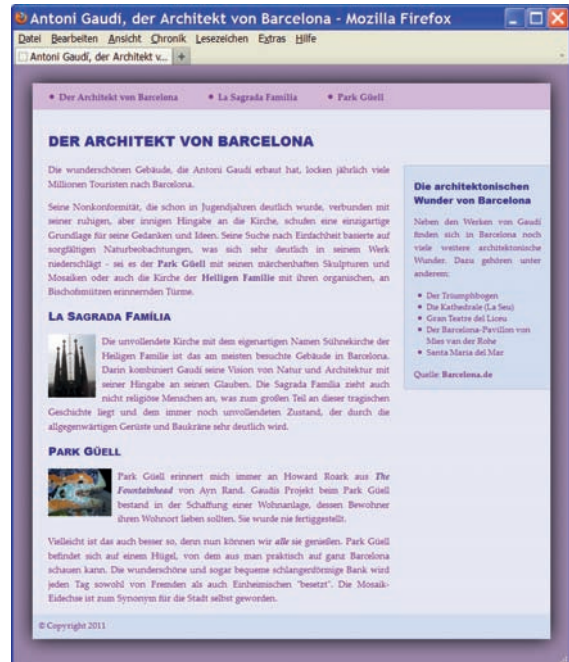 Antoni Gaudí, der Architekt von Barcelona - Mozilla Firefox
Datei Bearbeiten Ansicht Chronik Lesezeichen Extras Hilfe
Antoni Gaudí, der Architekt v...
Der Architekt von Barcelona La Sagrada Família Park Güell
DER ARCHITEKT VON BARCELONA
Die wunderschönen Gebäude, die Antoni Gaudí erbaut hat, locken jährlich viele
Millionen Touristen nach Barcelona.
Seine Nonkonformität, die schon in Jugendjahren deutlich wurde, verbunden mit
seiner ruhigen, aber innigen Hingabe an die Kirche, schufen eine einzigartige
Grundlage für seine Gedanken und Ideen. Seine Suche nach Einfachheit basierte auf
sorgfältigen Naturbeobachtungen, was sich sehr deutlich in seinem Werk
niederschlägt - sei es der Park Güell mit seinen märchenhaften Skulpturen und
Mosaiken oder auch die Kirche der Heiligen Familie mit ihren organischen, an
Bischofsmützen erinnernden Türme.
LA SAGRADA FAMÍLIA
Die unvollendete Kirche mit dem eigenartigen Namen Sühnekirche der
Heiligen Familie ist das am meisten besuchte Gebäude in Barcelona.
Darin kombiniert Gaudí seine Vision von Natur und Architektur mit
seiner Hingabe an seinen Glauben. Die Sagrada Família zieht auch
nicht religiöse Menschen an, was zum großen Teil an dieser tragischen
Geschichte liegt und dem immer noch unvollendeten Zustand, der durch die
allgegenwärtigen Gerüste und Baukräne sehr deutlich wird.
PARK GÜELL
Park Güell erinnert mich immer an Howard Roark aus The
Fountainhead von Ayn Rand. Gaudís Projekt beim Park Güell
bestand in der Schaffung einer Wohnanlage, dessen Bewohner
ihren Wohnort lieben sollten. Sie wurde nie fertiggestellt.
Vielleicht ist das auch besser so, denn nun können wir alle sie genießen. Park Güell
befindet sich auf einem Hügel, von dem aus man praktisch auf ganz Barcelona
schauen kann. Die wunderschöne und sogar bequeme schlangenförmige Bank wird
jeden Tag sowohl von Fremden als auch Einheimischen "besetzt". Die Mosaik-
Eidechse ist zum Synonym für die Stadt selbst geworden.
Die architektonischen
Wunder von Barcelona
Neben den Werken von Gaudí
finden sich in Barcelona noch
viele weitere architektonische
Wunder. Dazu gehören unter
anderem:
Der Triumphbogen
Die Kathedrale (La Seu)
Gran Teatre del Liceu
Der Barcelona-Pavillon von
Mies van der Rohe
Santa Maria del Mar
Quelle: Barcelona.de
© Copyright 2011